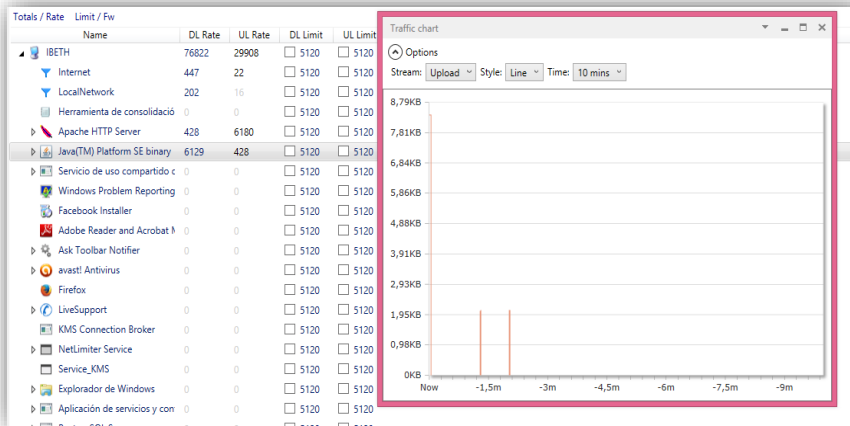 Totals / Rate Limit / Fw
Name DL Rate UL Rate DL Limit UL Limit
IBETH 76822 29908 5120 5120
Internet 447 22 5120 5120
LocalNetwork 202 16 5120 5120
Herramienta de consolidació 0 0 5120 5120
Apache HTTP Server 428 6180 5120 5120
Java(TM) Platform SE binary 6129 428 5120 5120
Servicio de uso compartido c 0 0 5120 5120
Windows Problem Reporting 0 0 5120 5120
Facebook Installer 0 0 5120 5120
Adobe Reader and Acrobat M 0 0 5120 5120
Ask Toolbar Notifier 0 0 5120 5120
avast! Antivirus 0 0 5120 5120
Firefox 0 0 5120 5120
LiveSupport 0 0 5120 5120
KMS Connection Broker 0 0 5120 5120
NetLimiter Service 0 0 5120 5120
Service_KMS 0 0 5120 5120
Explorador de Windows 0 0 5120 5120
Aplicación de servicios y con 0 0 5120 5120
Traffic chart
Options
Stream: Upload Style: Line Time: 10 mins
8,79KB
7,81KB
6,84KB
5,86KB
4,88KB
3,91KB
2,93KB
1,95KB
0,98KB
0KB
Now -1,5m -3m -4,5m -6m -7,5m -9m